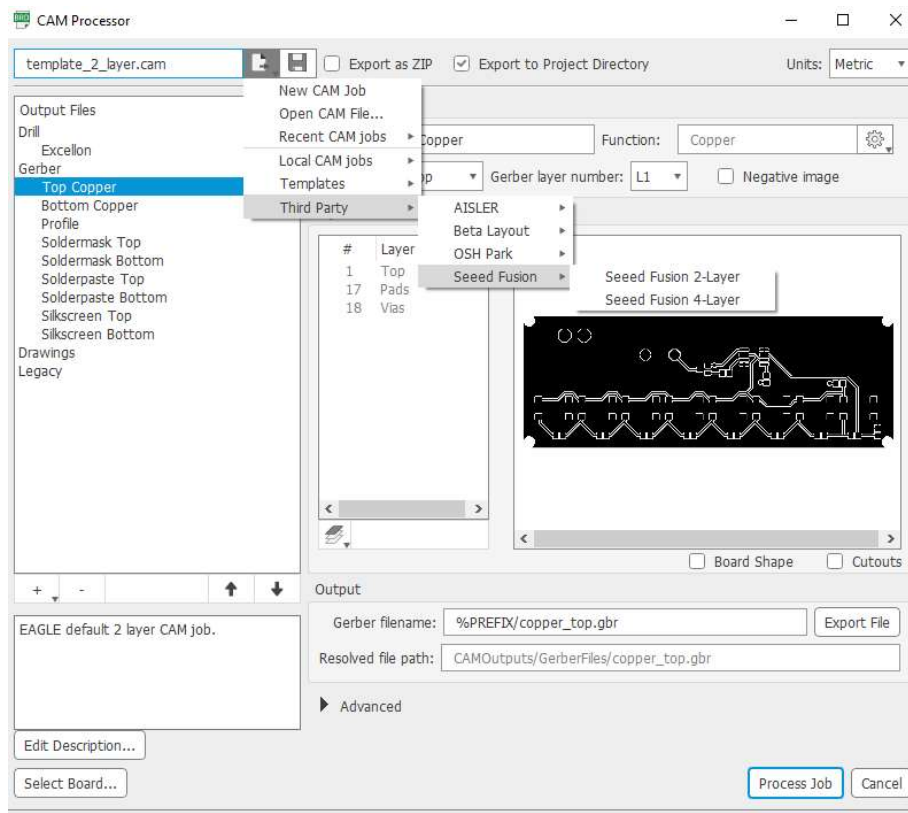 CAM Processor
template_2_layer.cam
Export as ZIP
Export to Project Directory
Units: Metric
New CAM Job
Open CAM File...
Recent CAM jobs
Local CAM jobs
Templates
Third Party
AISLER
Beta Layout
OSH Park
Seeed Fusion
Seeed Fusion 2-Layer
Seeed Fusion 4-Layer
Output Files
Drill
Excellon
Gerber
Top Copper
Bottom Copper
Profile
Soldermask Top
Soldermask Bottom
Solderpaste Top
Solderpaste Bottom
Silkscreen Top
Silkscreen Bottom
Drawings
Legacy
Copper
Function: Copper
Gerber layer number: L1
Negative image
# Layer
1 Top
17 Pads
18 Vias
Board Shape
Cutouts
+ -
EAGLE default 2 layer CAM job.
Output
Gerber filename: %PREFIX/copper_top.gbr
Export File
Resolved file path: CAMOutputs/GerberFiles/copper_top.gbr
Advanced
Edit Description...
Select Board...
Process Job
Cancel